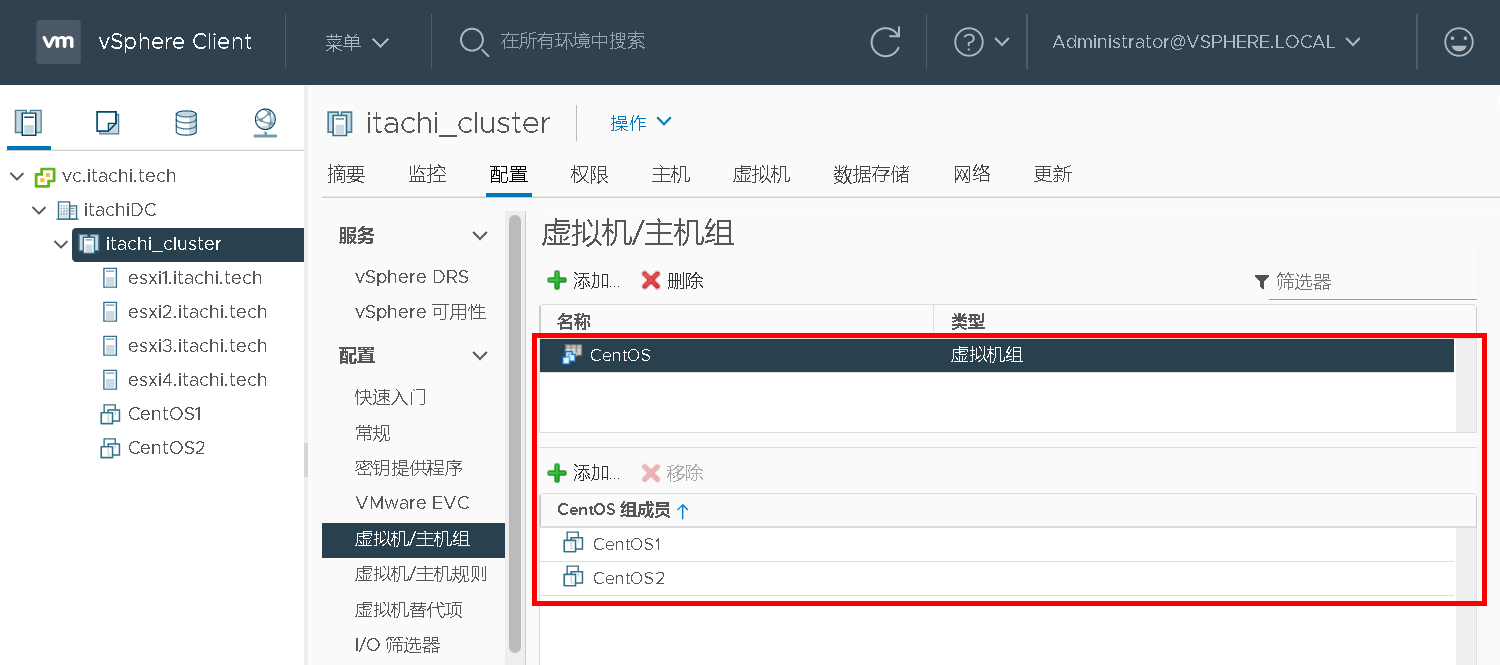 vm vSphere Client 菜单 在所有环境中搜索 ? Administrator@VSPHERE.LOCAL
vc.itachi.tech
itachiDC
itachi_cluster
esxi1.itachi.tech
esxi2.itachi.tech
esxi3.itachi.tech
esxi4.itachi.tech
CentOS1
CentOS2
itachi_cluster 操作
摘要 监控 配置 权限 主机 虚拟机 数据存储 网络 更新
服务
vSphere DRS
vSphere 可用性
配置
快速入门
常规
密钥提供程序
VMware EVC
虚拟机/主机组
虚拟机/主机规则
虚拟机替代项
I/O 筛选器
虚拟机/主机组
添加... 删除 筛选器
名称 类型
CentOS 虚拟机组
添加... 移除
CentOS 组成员
CentOS1
CentOS2